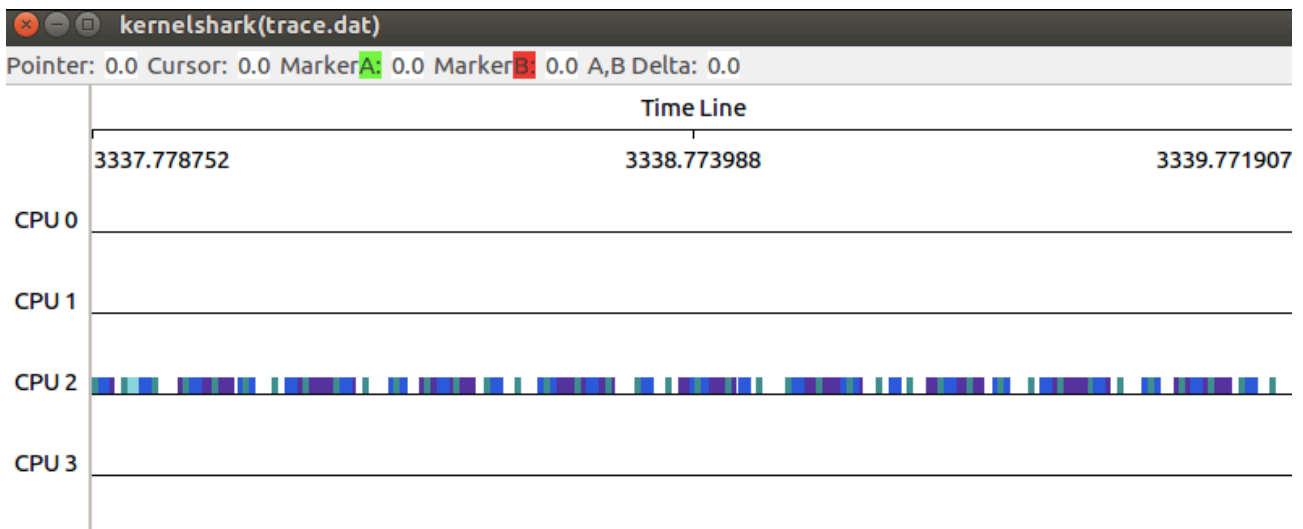 kernelshark(trace.dat)
Pointer: 0.0 Cursor: 0.0 MarkerA: 0.0 MarkerB: 0.0 A,B Delta: 0.0
Time Line
3337.778752 3338.773988 3339.771907
CPU 0
CPU 1
CPU 2
CPU 3